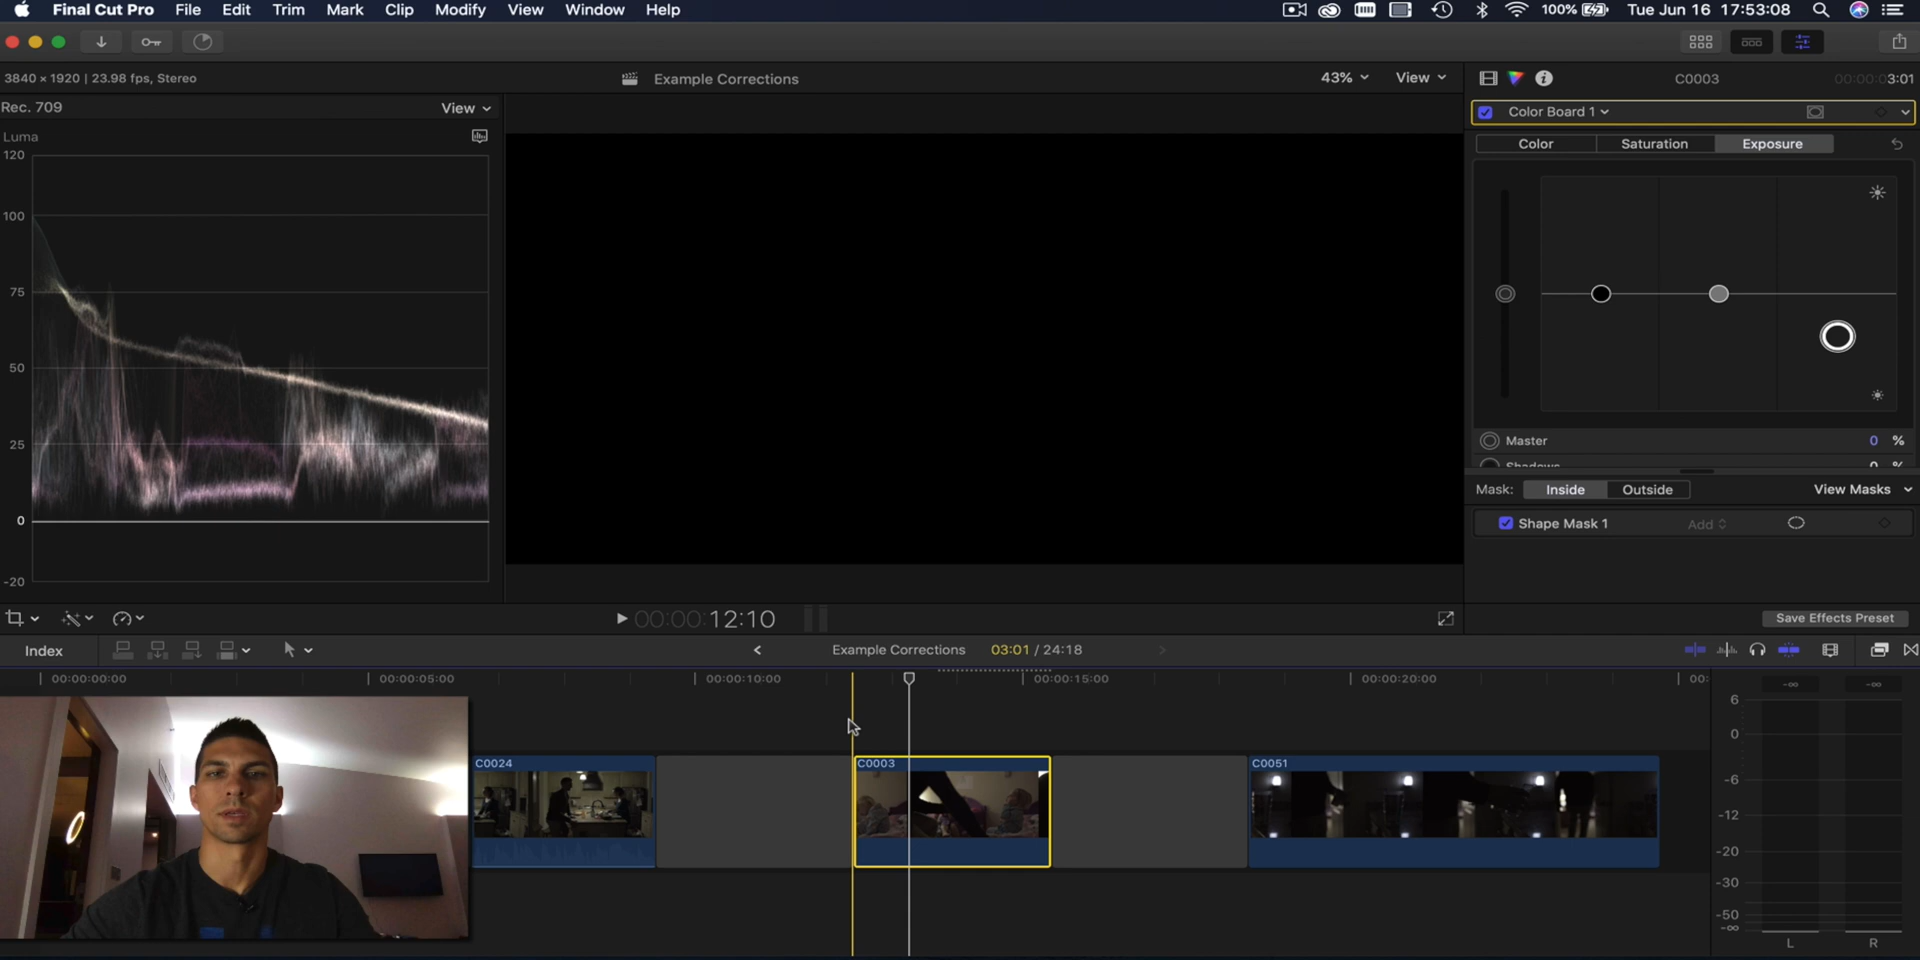 Final Cut Pro File Edit Trim Mark Clip Modify View Window Help 100% Tue Jun 16 17:53:08
3840 × 1920 | 23.98 fps, Stereo
Example Corrections
43%
View
C0003
00:00:03:01
Rec. 709
View
Color Board 1
Luma
Color
Saturation
Exposure
120
100
75
50
25
0
-20
Master
0 %
Shadows
0 %
Mask:
Inside
Outside
View Masks
Shape Mask 1
Add
00:00:12:10
Save Effects Preset
Index
Example Corrections
03:01 / 24:18
00:00:00:00
00:00:05:00
00:00:10:00
00:00:15:00
00:00:20:00
00:
C0024
C0003
C0051
-∞
-∞
6
0
-6
-12
-20
-30
-50
-∞
L
R